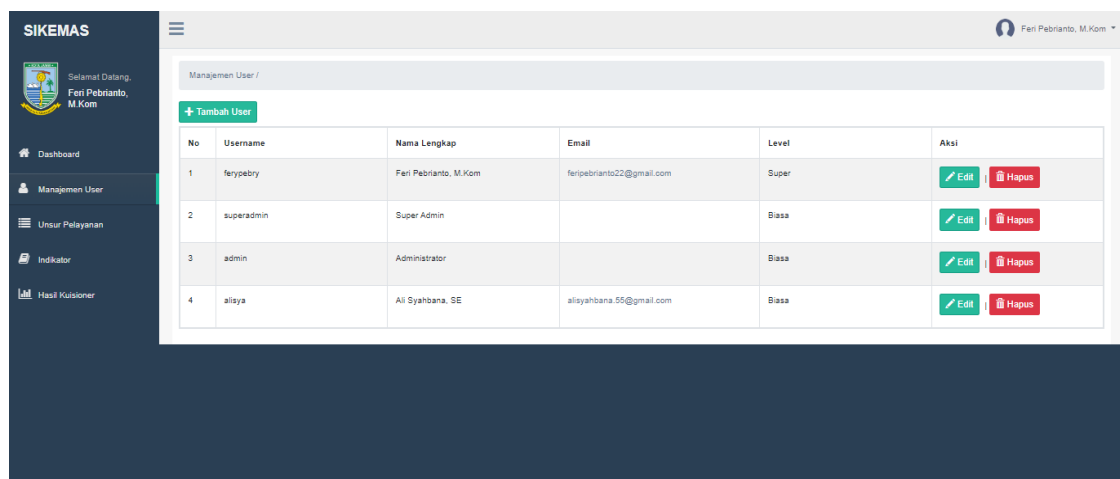 SIKEMAS
Feri Pebrianto, M.Kom
Selamat Datang,
Feri Pebrianto,
M.Kom
Dashboard
Manajemen User
Unsur Pelayanan
Indikator
Hasil Kuisioner
Manajemen User /
Tambah User
No Username Nama Lengkap Email Level Aksi
1 ferypebry Feri Pebrianto, M.Kom feripebrianto22@gmail.com Super Edit | Hapus
2 superadmin Super Admin Biasa Edit | Hapus
3 admin Administrator Biasa Edit | Hapus
4 alisya Ali Syahbana, SE alisyahbana.55@gmail.com Biasa Edit | Hapus